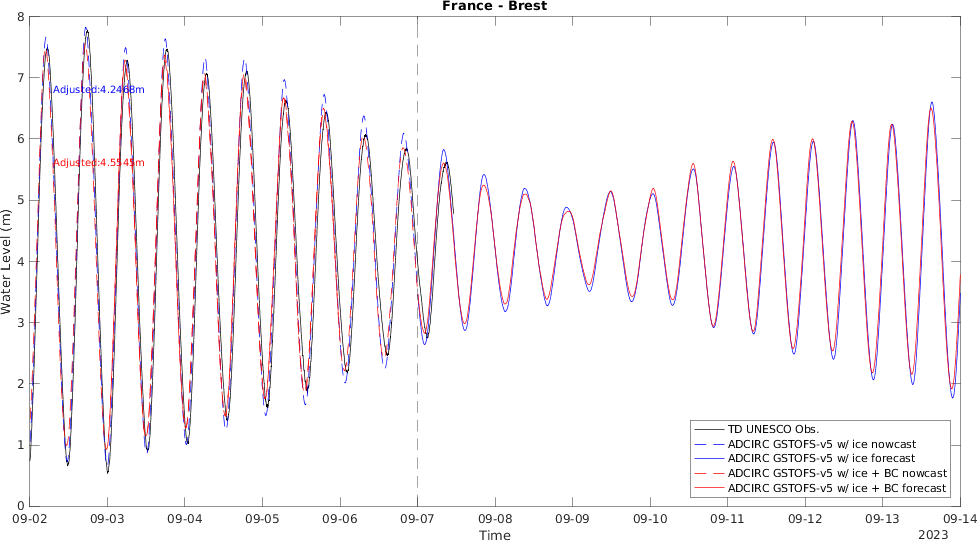 France - Brest
8
7
6
5
4
3
2
1
0
Water Level (m)
Adjusted:4.2468m
Adjusted:4.5545m
TD UNESCO Obs.
ADCIRC GSTOFS-v5 w/ ice nowcast
ADCIRC GSTOFS-v5 w/ ice forecast
ADCIRC GSTOFS-v5 w/ ice + BC nowcast
ADCIRC GSTOFS-v5 w/ ice + BC forecast
09-02 09-03 09-04 09-05 09-06 09-07 09-08 09-09 09-10 09-11 09-12 09-13 09-14
Time
2023